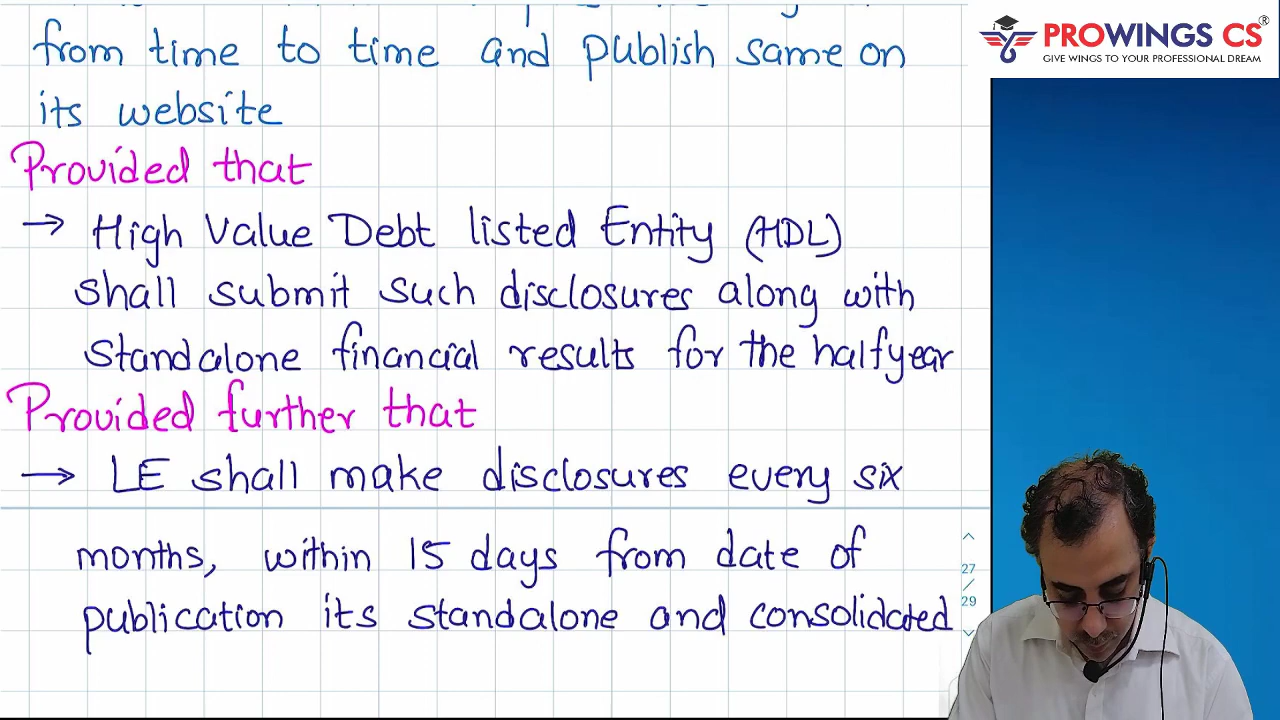 from time to time and publish same on
its website
Provided that
→ High Value Debt listed Entity (HDL)
shall submit such disclosures along with
standalone financial results for the halfyear
Provided further that
→ LE shall make disclosures every six
months, within 15 days from date of
publication its standalone and consolidated
PROWINGS CS®
GIVE WINGS TO YOUR PROFESSIONAL DREAM
27
/
29